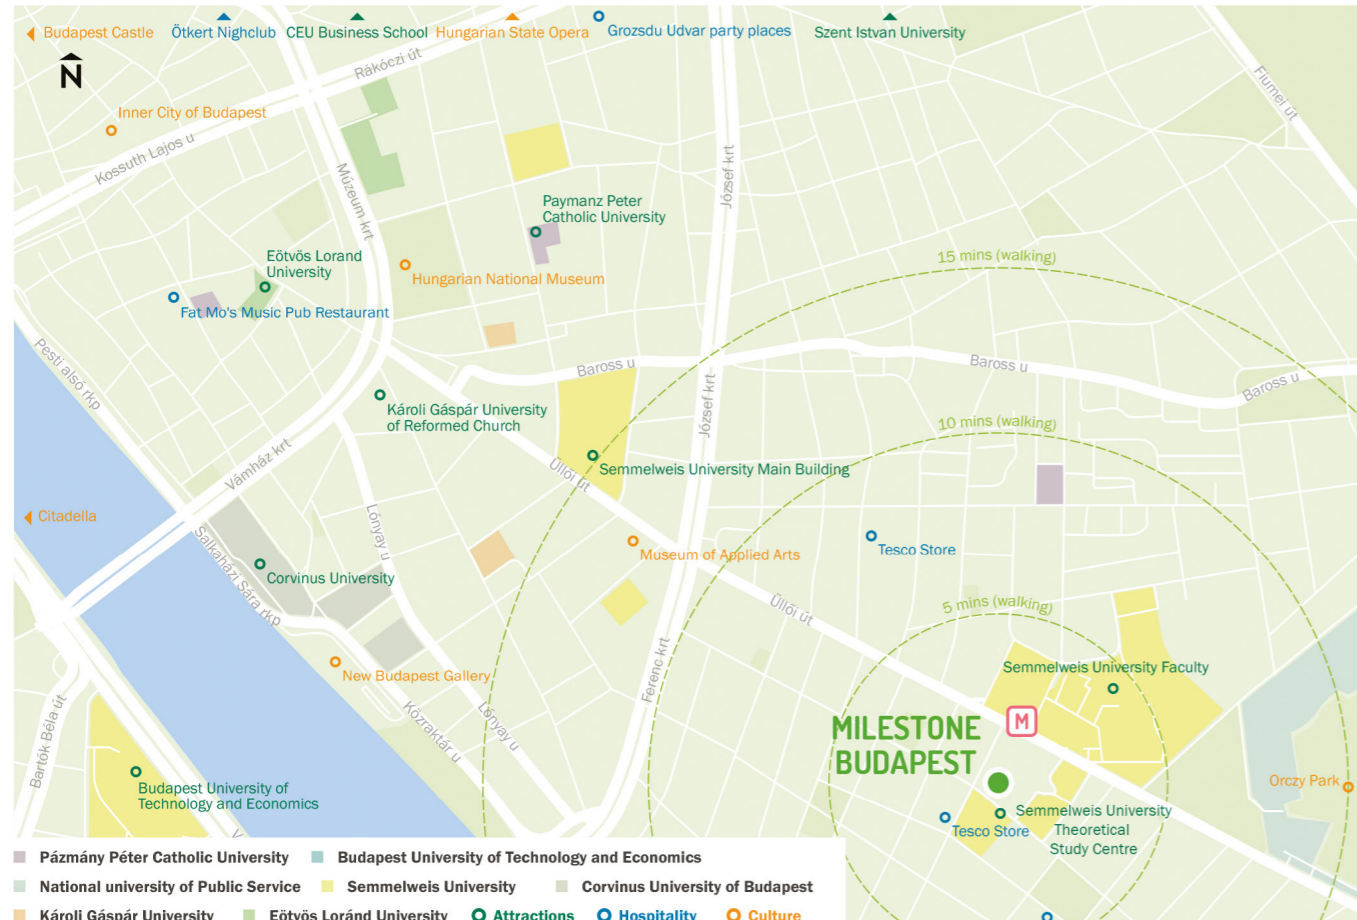 Budapest Castle
Ötkert Nighclub
CEU Business School
Hungarian State Opera
Grozsdu Udvar party places
Szent Istvan University
N
Rákóczi út
Fiumei út
Inner City of Budapest
Kossuth Lajos u
Múzeum krt
József krt
Paymanz Peter
Catholic University
Eötvös Lorand
University
Hungarian National Museum
15 mins (walking)
Fat Mo's Music Pub Restaurant
Pesti alsó rkp
Baross u
Baross u
Baross u
József krt
Károli Gáspár University
of Reformed Church
10 mins (walking)
Vámház krt
Üllői út
Semmelweis University Main Building
Citadella
Lónyay u
Salkaházi Sára rkp
Museum of Applied Arts
Tesco Store
Corvinus University
Üllői út
5 mins (walking)
Ferenc krt
New Budapest Gallery
Semmelweis University Faculty
Bartók Béla út
Közraktár u
Lónyay u
M
MILESTONE
BUDAPEST
Budapest University of
Technology and Economics
Orczy Park
V
Tesco Store
Semmelweis University
Theoretical
Study Centre
Pázmány Péter Catholic University
Budapest University of Technology and Economics
National university of Public Service
Semmelweis University
Corvinus University of Budapest
Károli Gáspár University
Eötvös Loránd University
Attractions
Hospitality
Culture